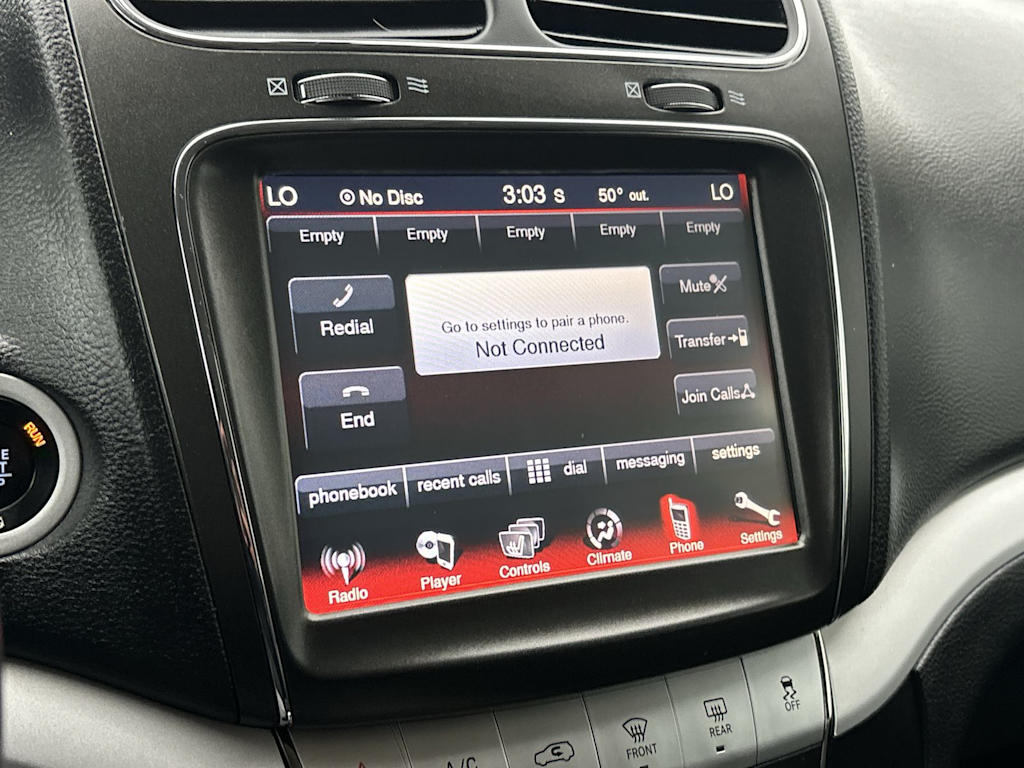 LO No Disc 3:03 S 50° out. LO
Empty Empty Empty Empty Empty
Redial
Go to settings to pair a phone.
Not Connected
Mute
Transfer
Join Calls
End
phonebook recent calls dial messaging settings
Radio Player Controls Climate Phone Settings
RUN
A/C
FRONT
REAR
OFF